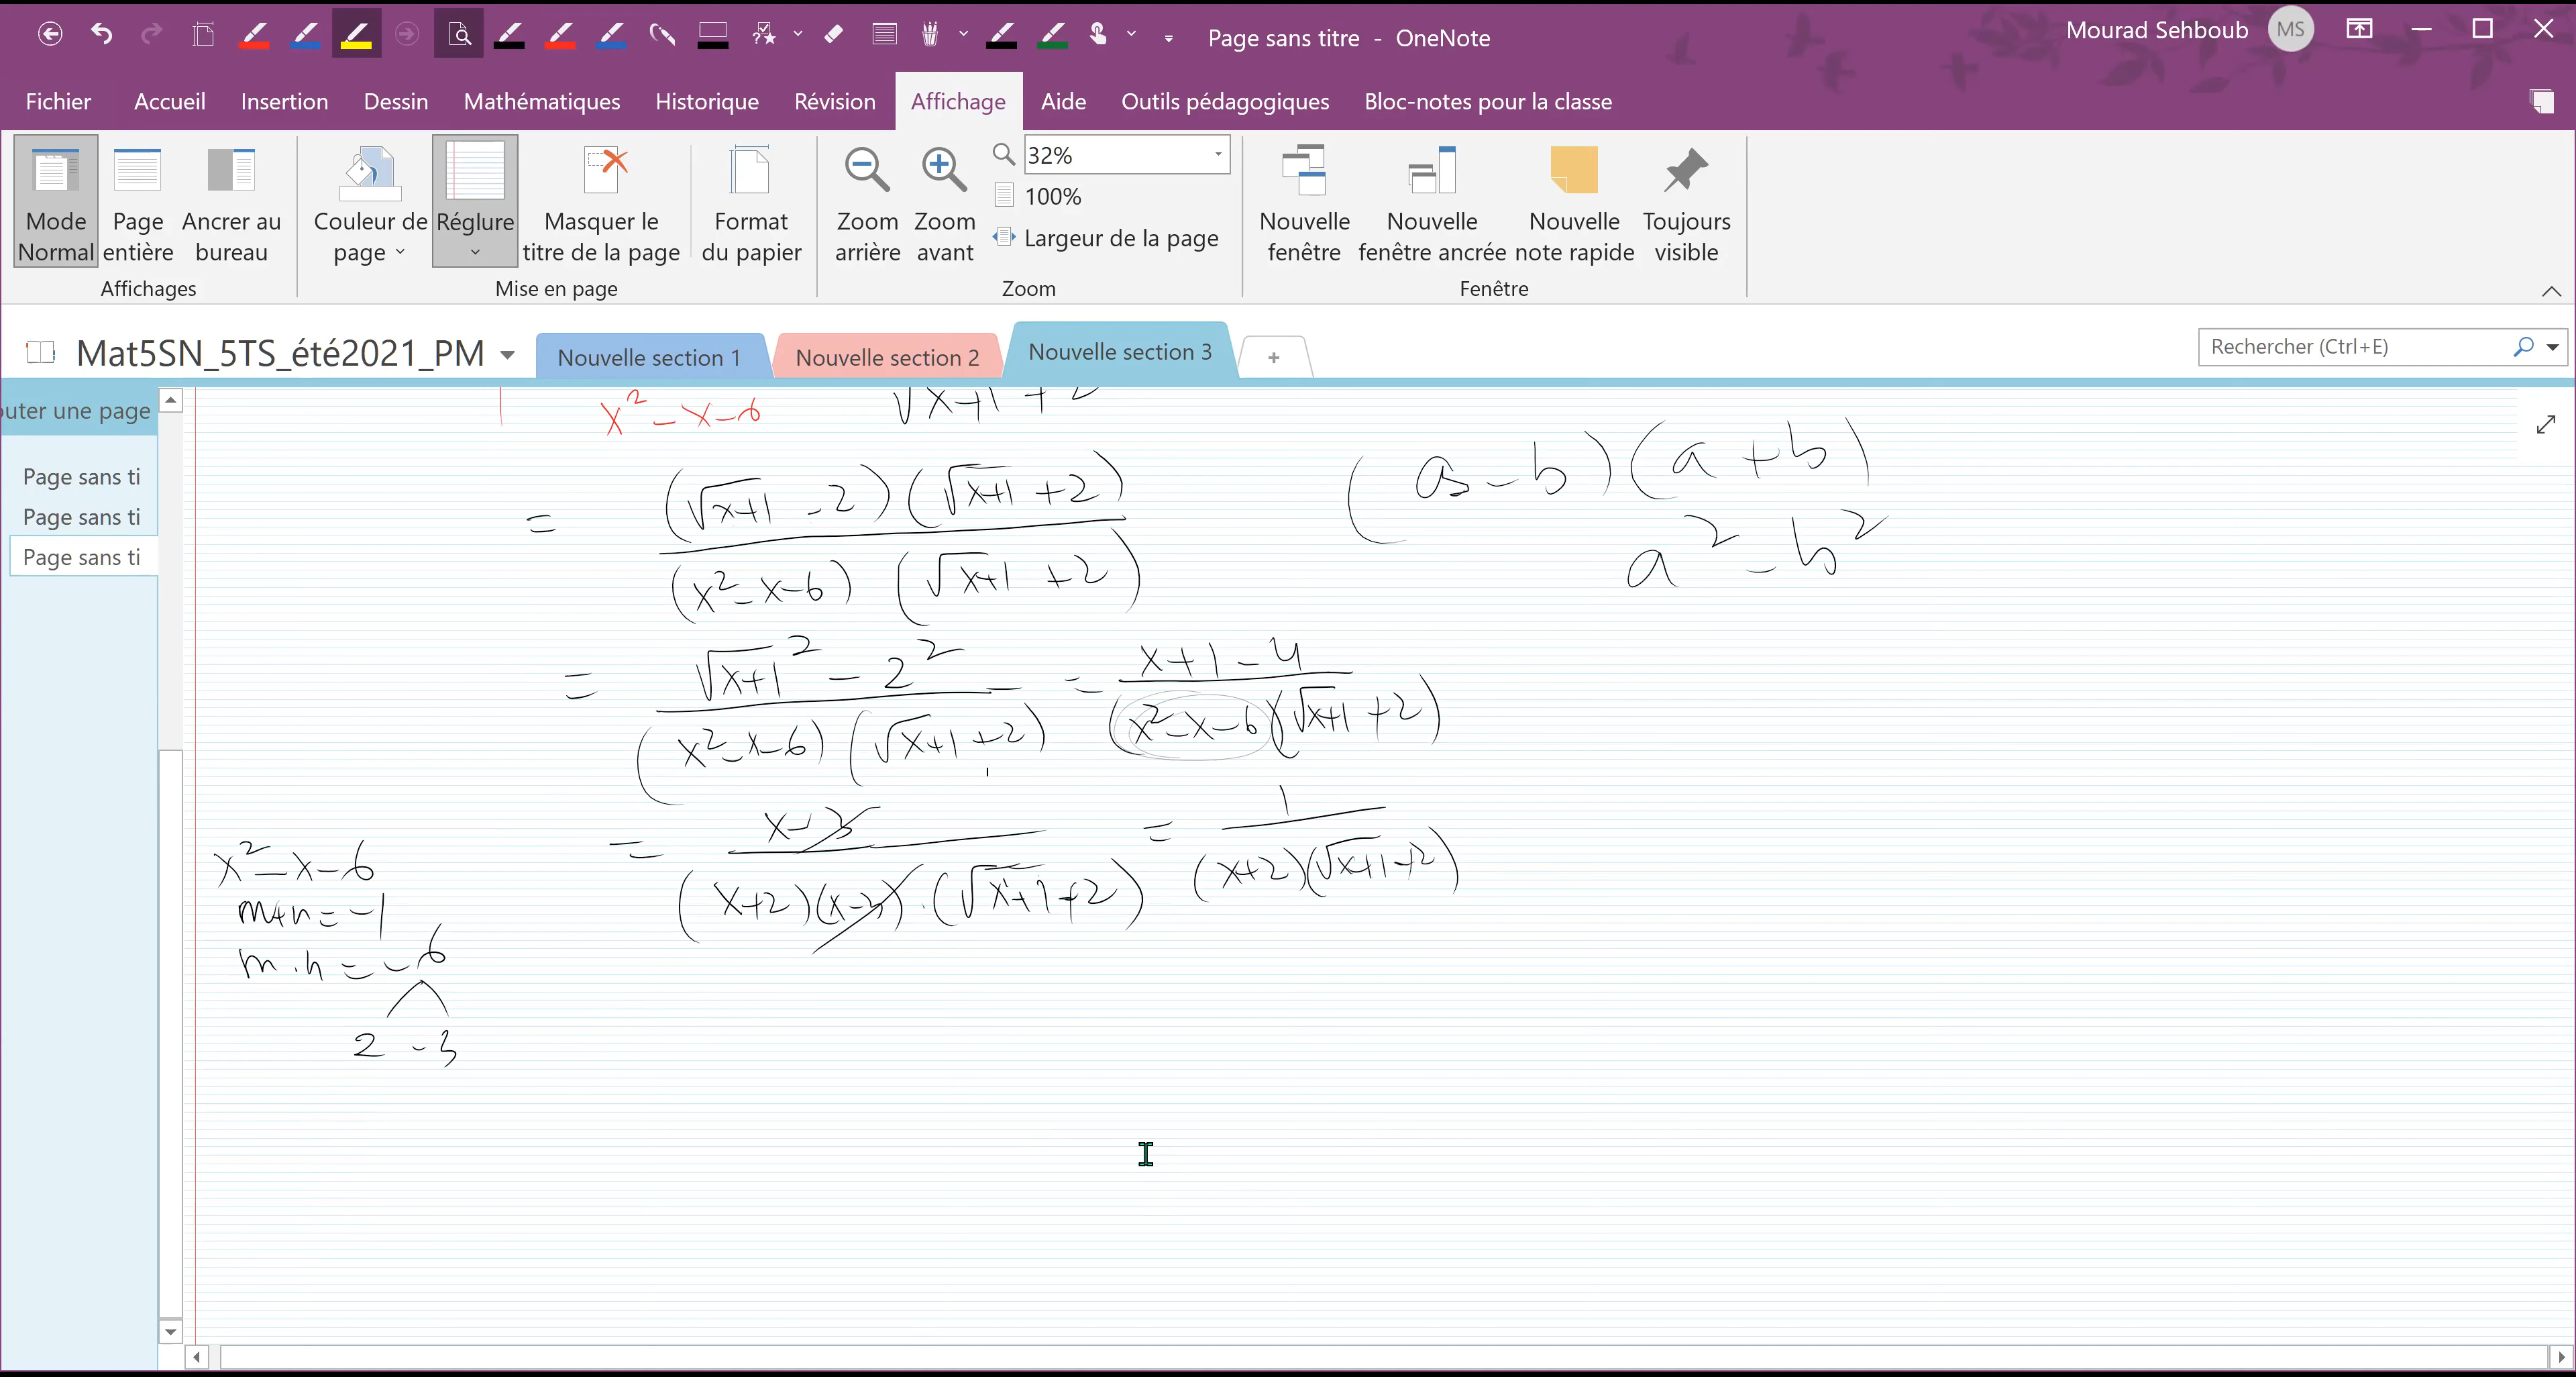 Page sans titre - OneNote
Mourad Sehboub MS
Fichier Accueil Insertion Dessin Mathématiques Historique Révision Affichage Aide Outils pédagogiques Bloc-notes pour la classe
Mode Normal
Page entière
Ancrer au bureau
Affichages
Couleur de page
Réglure
Masquer le titre de la page
Format du papier
Mise en page
Zoom arrière
Zoom avant
32%
100%
Largeur de la page
Zoom
Nouvelle fenêtre
Nouvelle fenêtre ancrée
Nouvelle note rapide
Toujours visible
Fenêtre
Mat5SN_5TS_été2021_PM
Nouvelle section 1
Nouvelle section 2
Nouvelle section 3
+
Rechercher (Ctrl+E)
outer une page
Page sans ti
Page sans ti
Page sans ti
x² - x - 6
√x+1 + 2
= (√x+1 - 2)(√x+1 + 2)
(x² - x - 6) (√x+1 + 2)
(a - b)(a + b)
a² - b²
= √x+1² - 2²
(x² - x - 6)(√x+1 + 2)
= x+1 - 4
(x² - x - 6)(√x+1 + 2)
= x - 3
(x+2)(x-3)·(√x+1 + 2)
= 1
(x+2)(√x+1 + 2)
x² - x - 6
m+n = -1
m·n = -6
2 -3